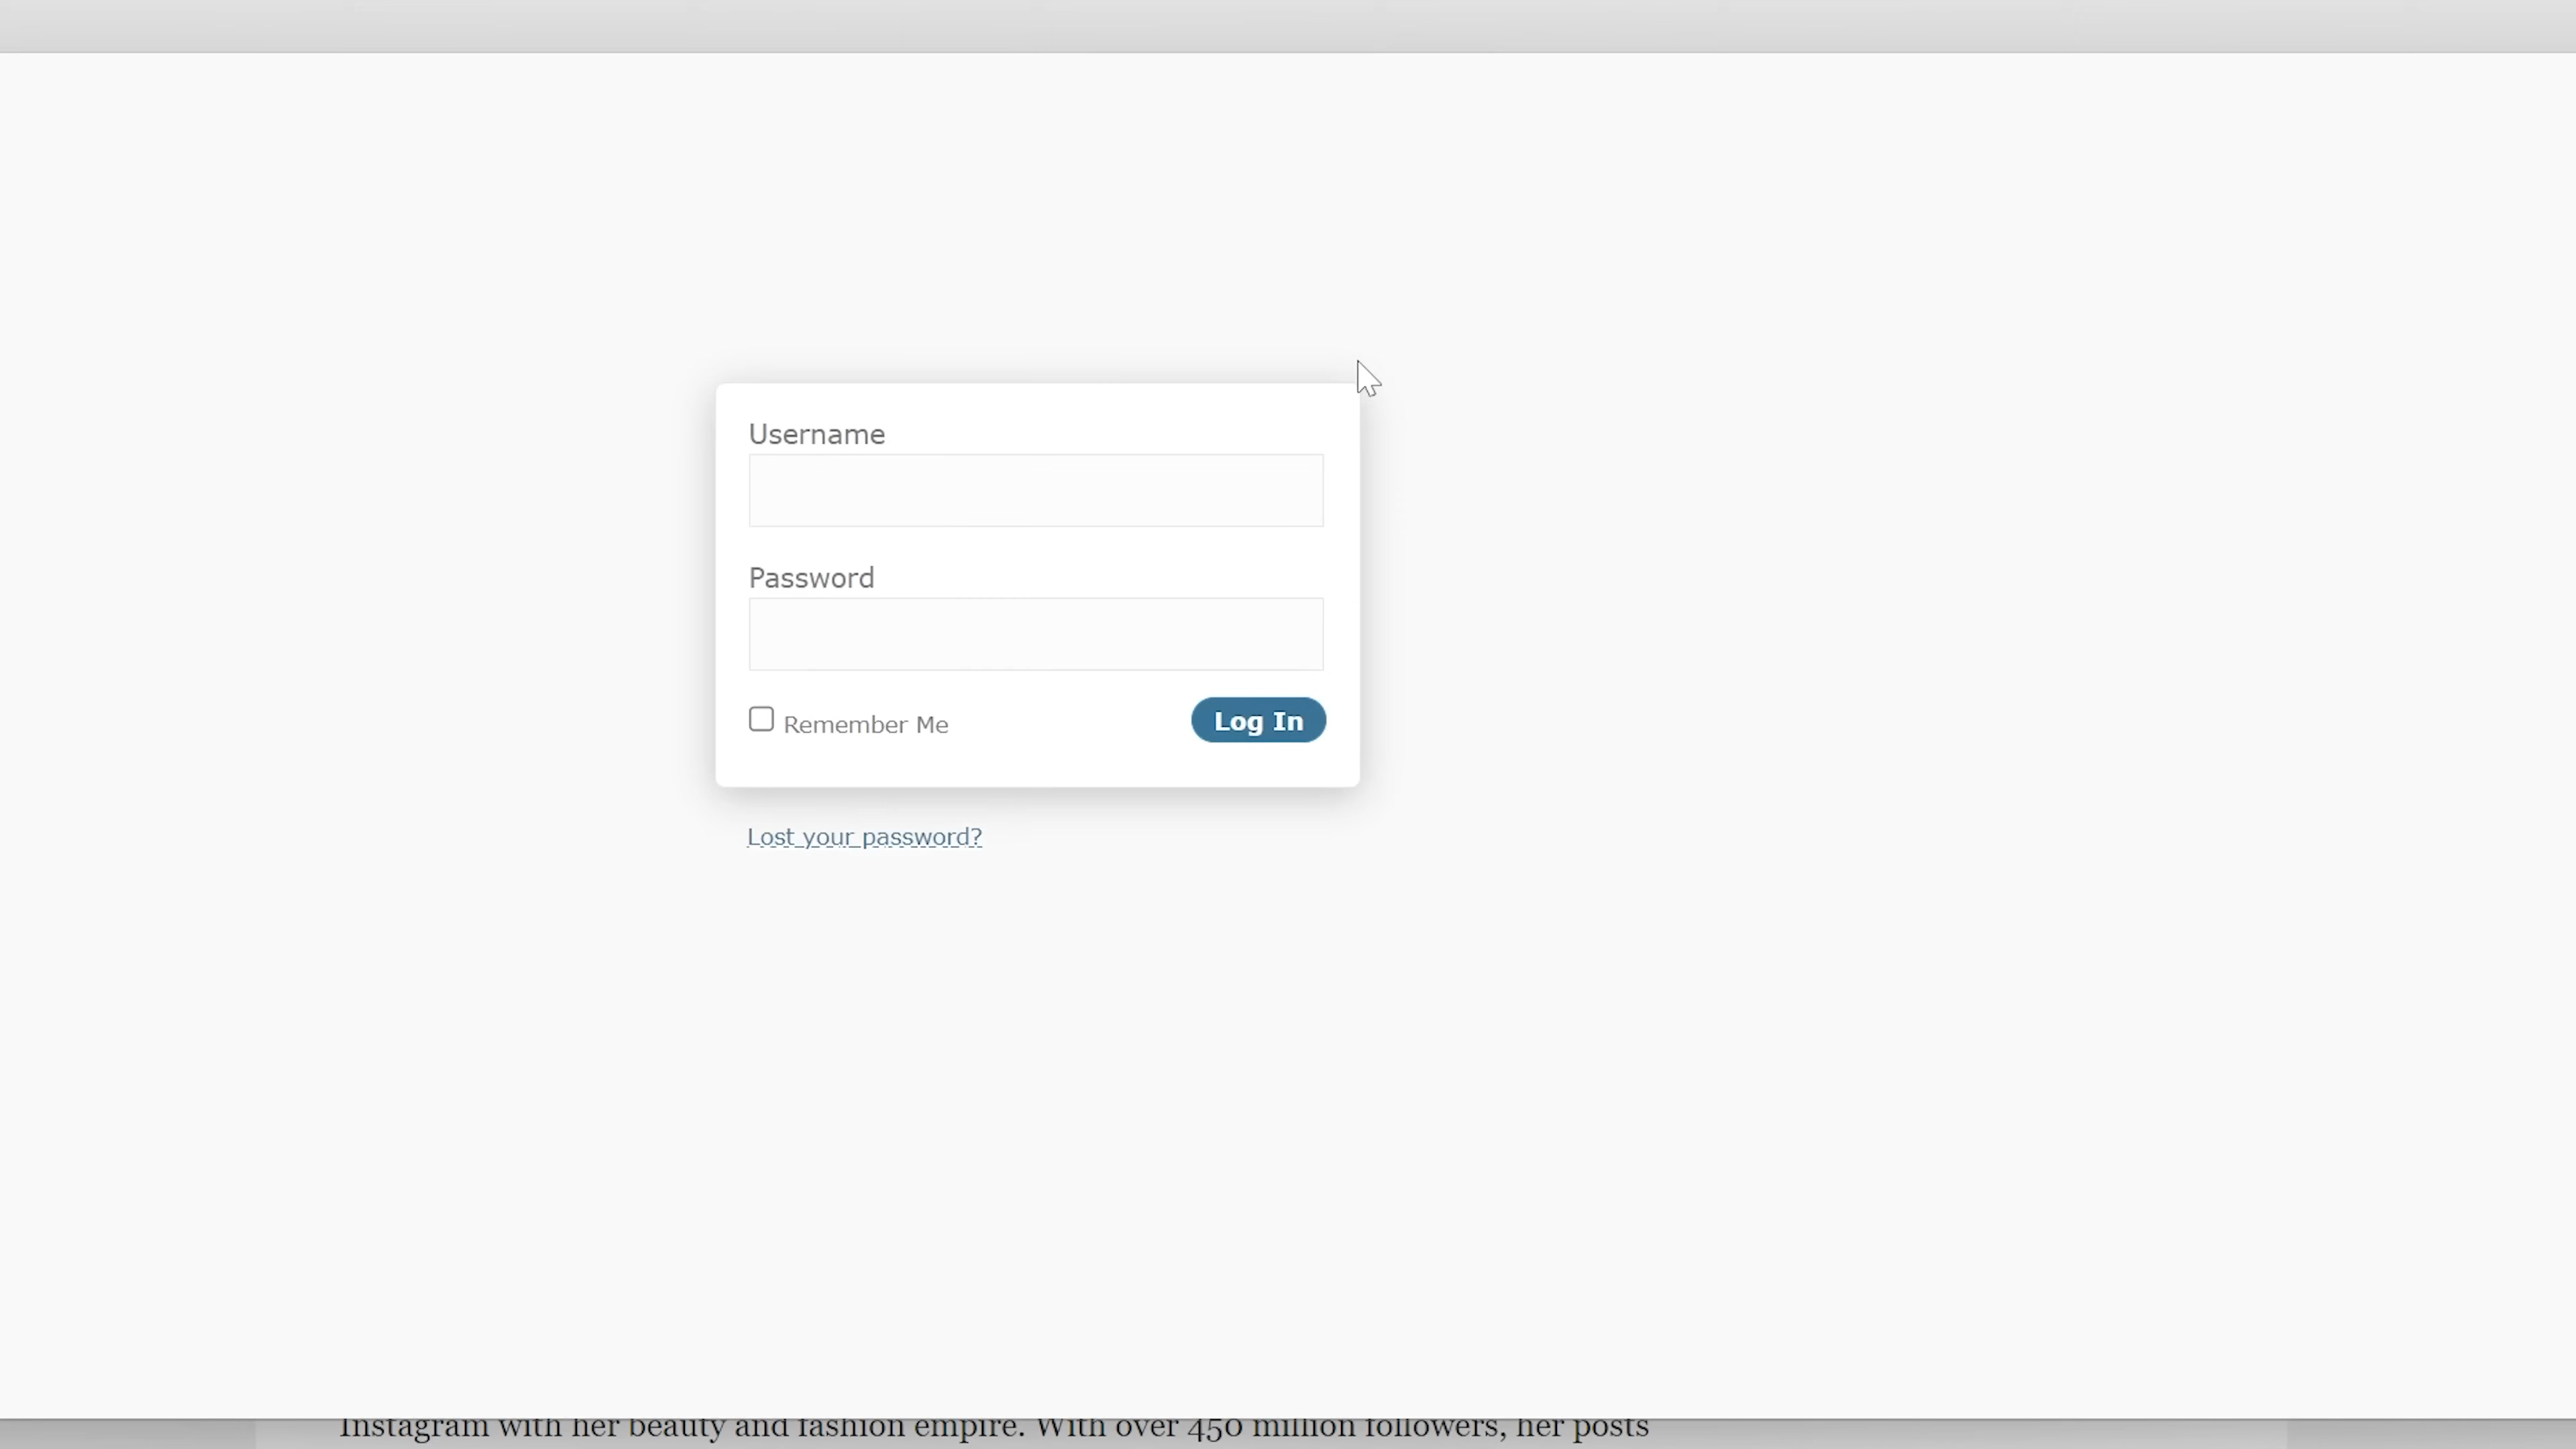 Username
Password
Remember Me
Log In
Lost your password?
Instagram with her beauty and fashion empire. With over 450 million followers, her posts